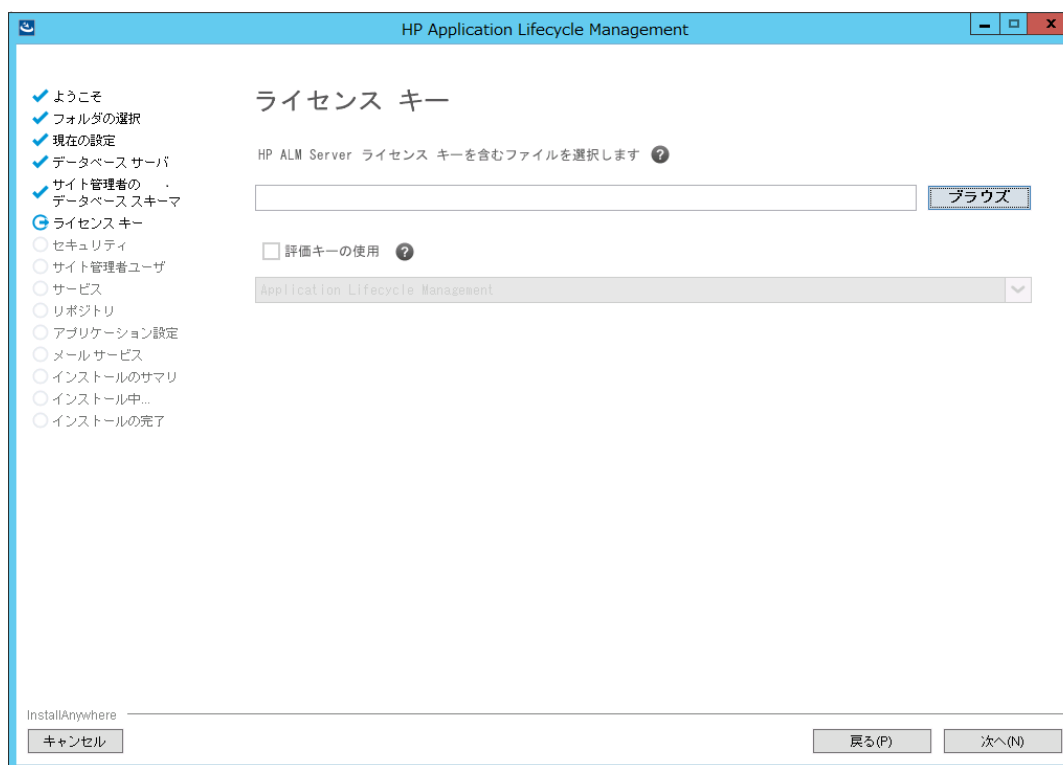 HP Application Lifecycle Management
ようこそ
フォルダの選択
現在の設定
データベース サーバ
サイト管理者の
データベース スキーマ
ライセンス キー
セキュリティ
サイト管理者ユーザ
サービス
リポジトリ
アプリケーション設定
メール サービス
インストールのサマリ
インストール中...
インストールの完了
ライセンス キー
HP ALM Server ライセンス キーを含むファイルを選択します ?
ブラウズ
評価キーの使用 ?
Application Lifecycle Management
InstallAnywhere
キャンセル
戻る(P)
次へ(N)